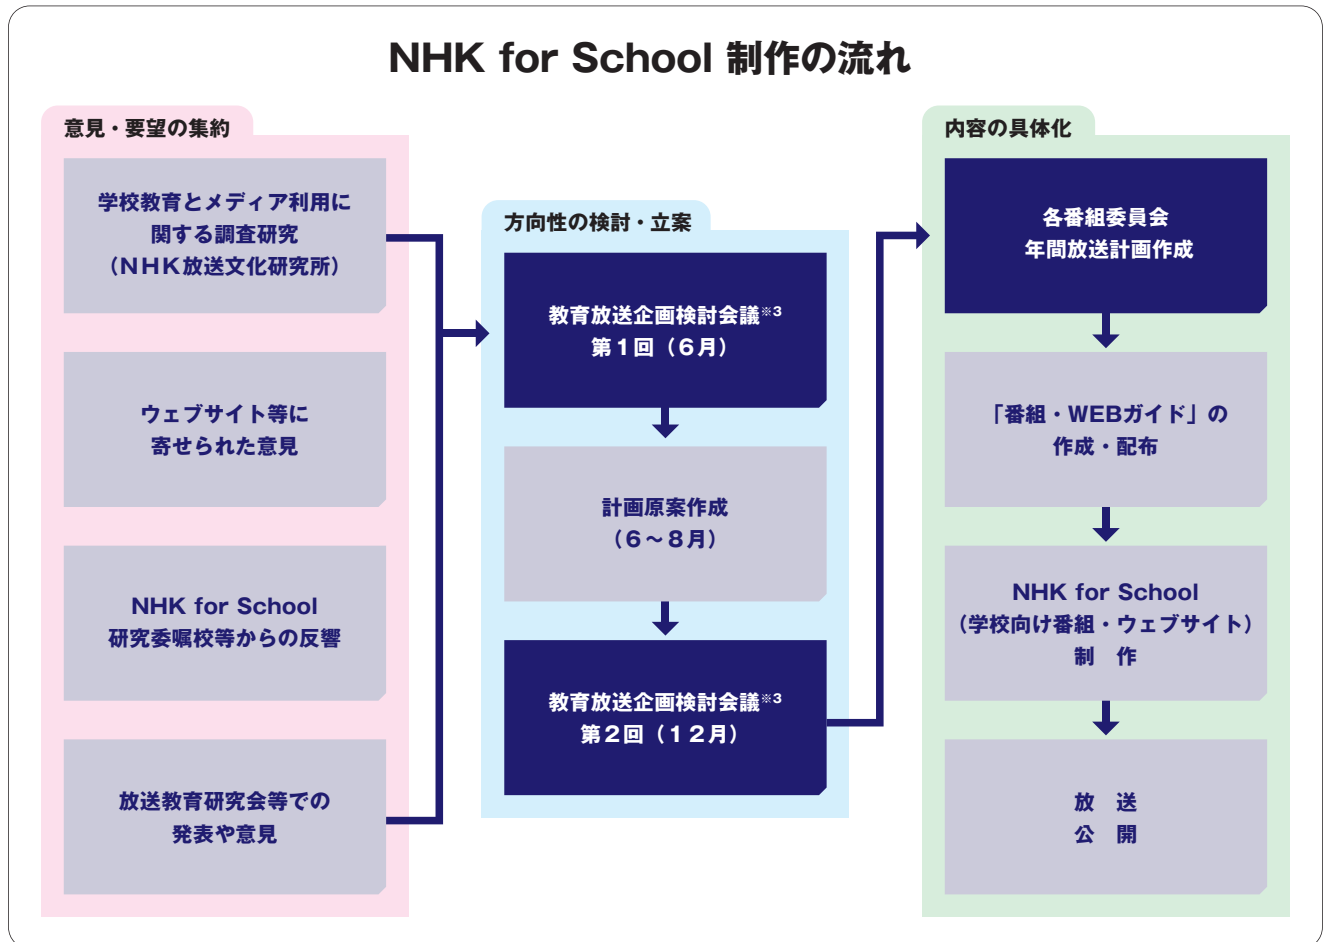 NHK for School 制作の流れ
意見・要望の集約
学校教育とメディア利用に
関する調査研究
（ＮＨＫ放送文化研究所）
ウェブサイト等に
寄せられた意見
NHK for School
研究委嘱校等からの反響
放送教育研究会等での
発表や意見
方向性の検討・立案
教育放送企画検討会議※3
第１回（６月）
計画原案作成
（６〜８月）
教育放送企画検討会議※3
第２回（１２月）
内容の具体化
各番組委員会
年間放送計画作成
「番組・WEBガイド」の
作成・配布
NHK for School
（学校向け番組・ウェブサイト）
制　作
放　送
公　開